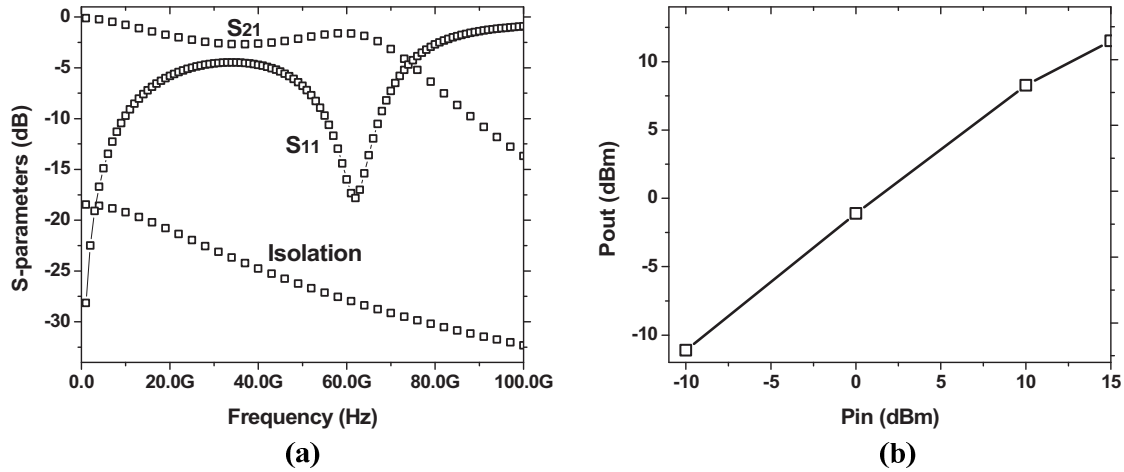 0
-5
-10
-15
-20
-25
-30
S-parameters (dB)
S21
S11
Isolation
0.0 20.0G 40.0G 60.0G 80.0G 100.0G
Frequency (Hz)
(a)
10
5
0
-5
-10
Pout (dBm)
-10 -5 0 5 10 15
Pin (dBm)
(b)